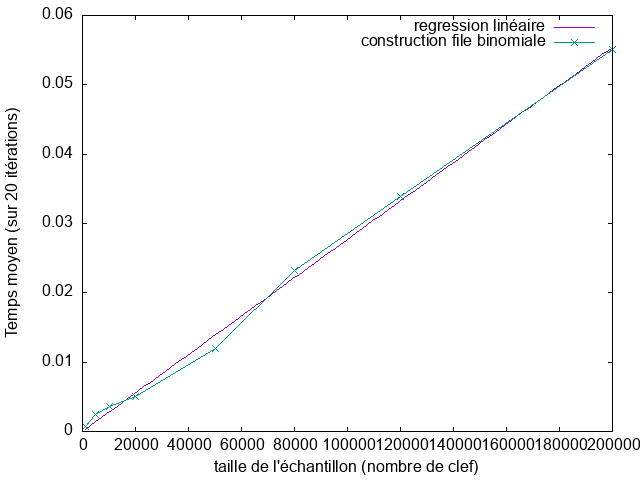 regression linéaire
construction file binomiale
0.06
0.05
0.04
0.03
0.02
0.01
0
Temps moyen (sur 20 itérations)
0 20000 40000 60000 80000 100000 120000 140000 160000 180000 200000
taille de l'échantillon (nombre de clef)